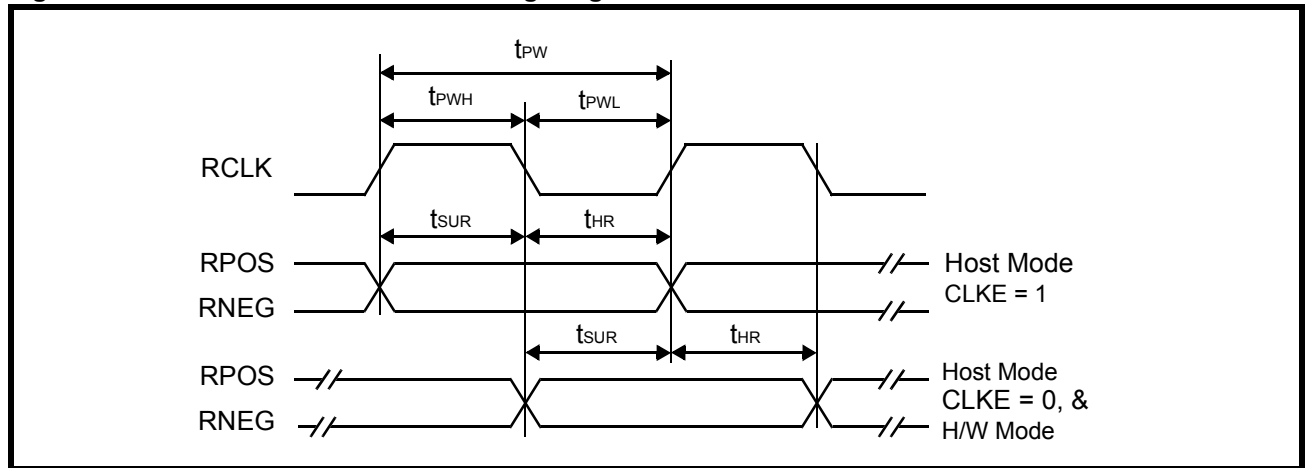 tPW
tPWH tPWL
RCLK
tSUR tHR
RPOS
RNEG
Host Mode
CLKE = 1
tSUR tHR
RPOS
RNEG
Host Mode
CLKE = 0, &
H/W Mode